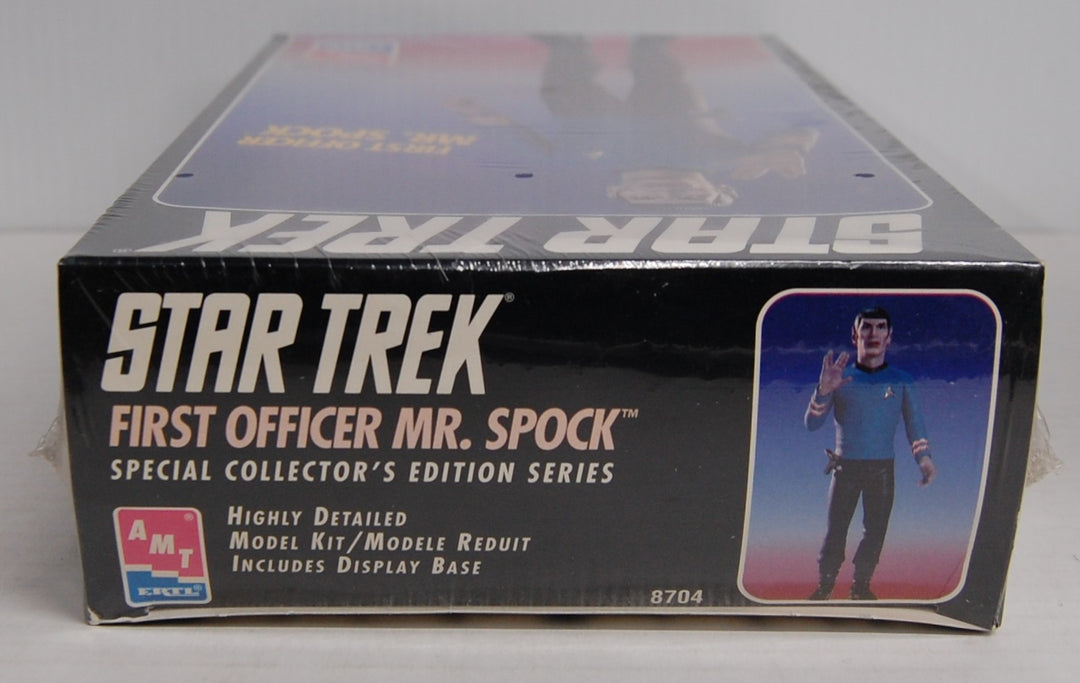 FIRST OFFICER
MR. SPOCK
STAR TREK®
STAR TREK®
FIRST OFFICER MR. SPOCK™
SPECIAL COLLECTOR'S EDITION SERIES
HIGHLY DETAILED
MODEL KIT/MODELE REDUIT
INCLUDES DISPLAY BASE
AMT®
ERTL®
8704